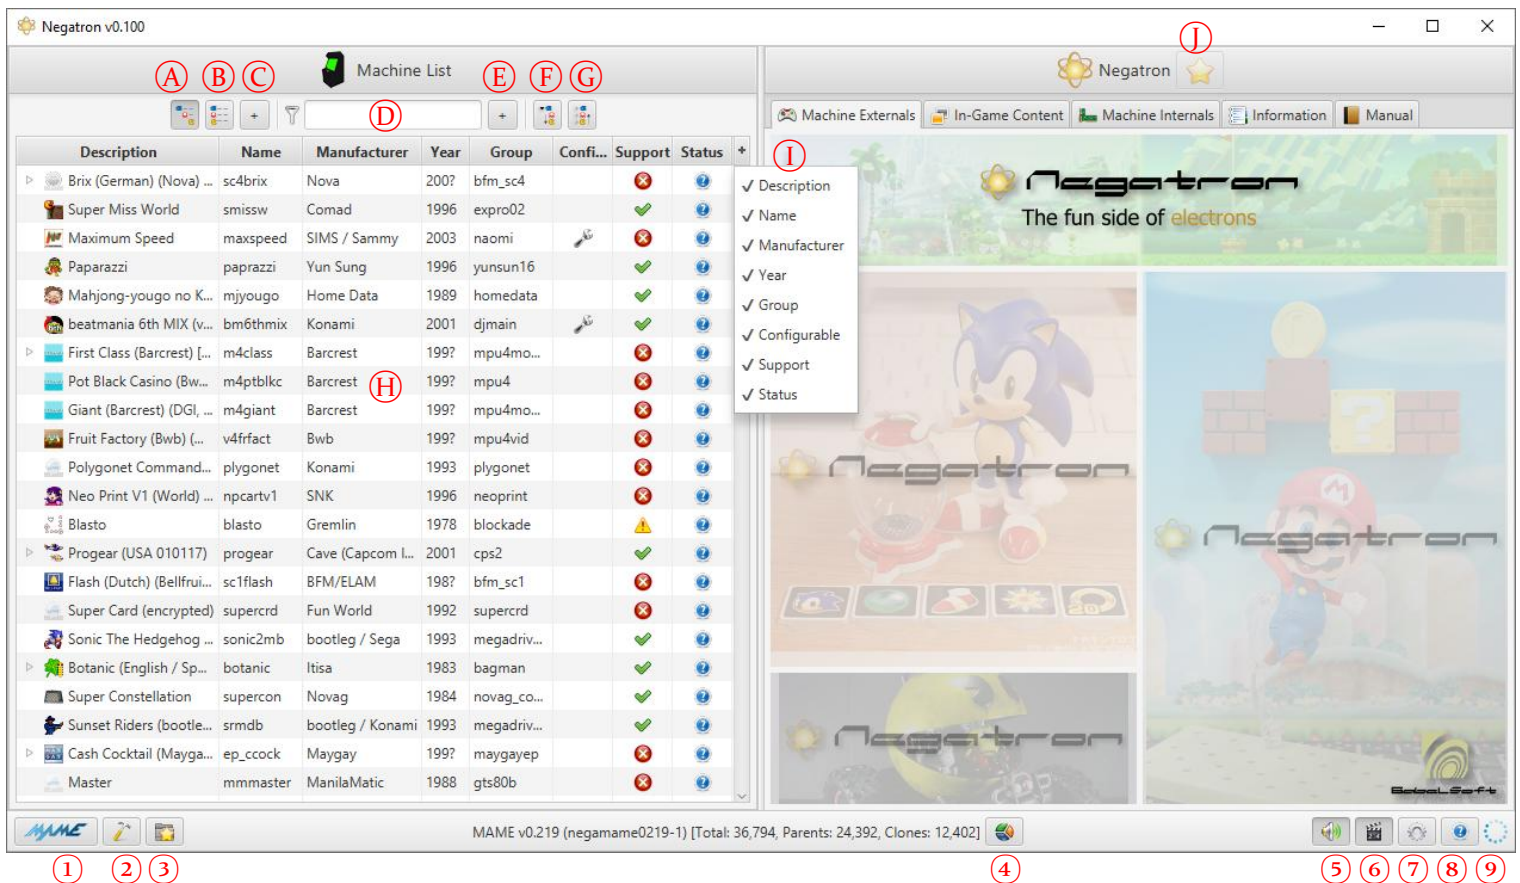 Negatron v0.100
Machine List
Negatron
A B C D E F G H I J
+
+
Machine Externals In-Game Content Machine Internals Information Manual
Description Name Manufacturer Year Group Confi... Support Status +
Brix (German) (Nova) ... sc4brix Nova 200? bfm_sc4
Super Miss World smissw Comad 1996 expro02
Maximum Speed maxspeed SIMS / Sammy 2003 naomi
Paparazzi paprazzi Yun Sung 1996 yunsun16
Mahjong-yougo no K... mjyougo Home Data 1989 homedata
beatmania 6th MIX (v... bm6thmix Konami 2001 djmain
First Class (Barcrest) [... m4class Barcrest 199? mpu4mo...
Pot Black Casino (Bw... m4ptblkc Barcrest 199? mpu4
Giant (Barcrest) (DGI, ... m4giant Barcrest 199? mpu4mo...
Fruit Factory (Bwb) (... v4frfact Bwb 199? mpu4vid
Polygonet Command... plygonet Konami 1993 plygonet
Neo Print V1 (World) ... npcartv1 SNK 1996 neoprint
Blasto blasto Gremlin 1978 blockade
Progear (USA 010117) progear Cave (Capcom l... 2001 cps2
Flash (Dutch) (Bellfrui... sc1flash BFM/ELAM 198? bfm_sc1
Super Card (encrypted) supercrd Fun World 1992 supercrd
Sonic The Hedgehog ... sonic2mb bootleg / Sega 1993 megadriv...
Botanic (English / Sp... botanic Itisa 1983 bagman
Super Constellation supercon Novag 1984 novag_co...
Sunset Riders (bootle... srmdb bootleg / Konami 1993 megadriv...
Cash Cocktail (Mayga... ep_ccock Maygay 199? maygayep
Master mmmaster ManilaMatic 1988 gts80b
✓ Description
✓ Name
✓ Manufacturer
✓ Year
✓ Group
✓ Configurable
✓ Support
✓ Status
Negatron
The fun side of electrons
Negatron
Negatron
Negatron
BabelSoft
MAME
MAME v0.219 (negamame0219-1) [Total: 36,794, Parents: 24,392, Clones: 12,402]
1 2 3 4 5 6 7 8 9